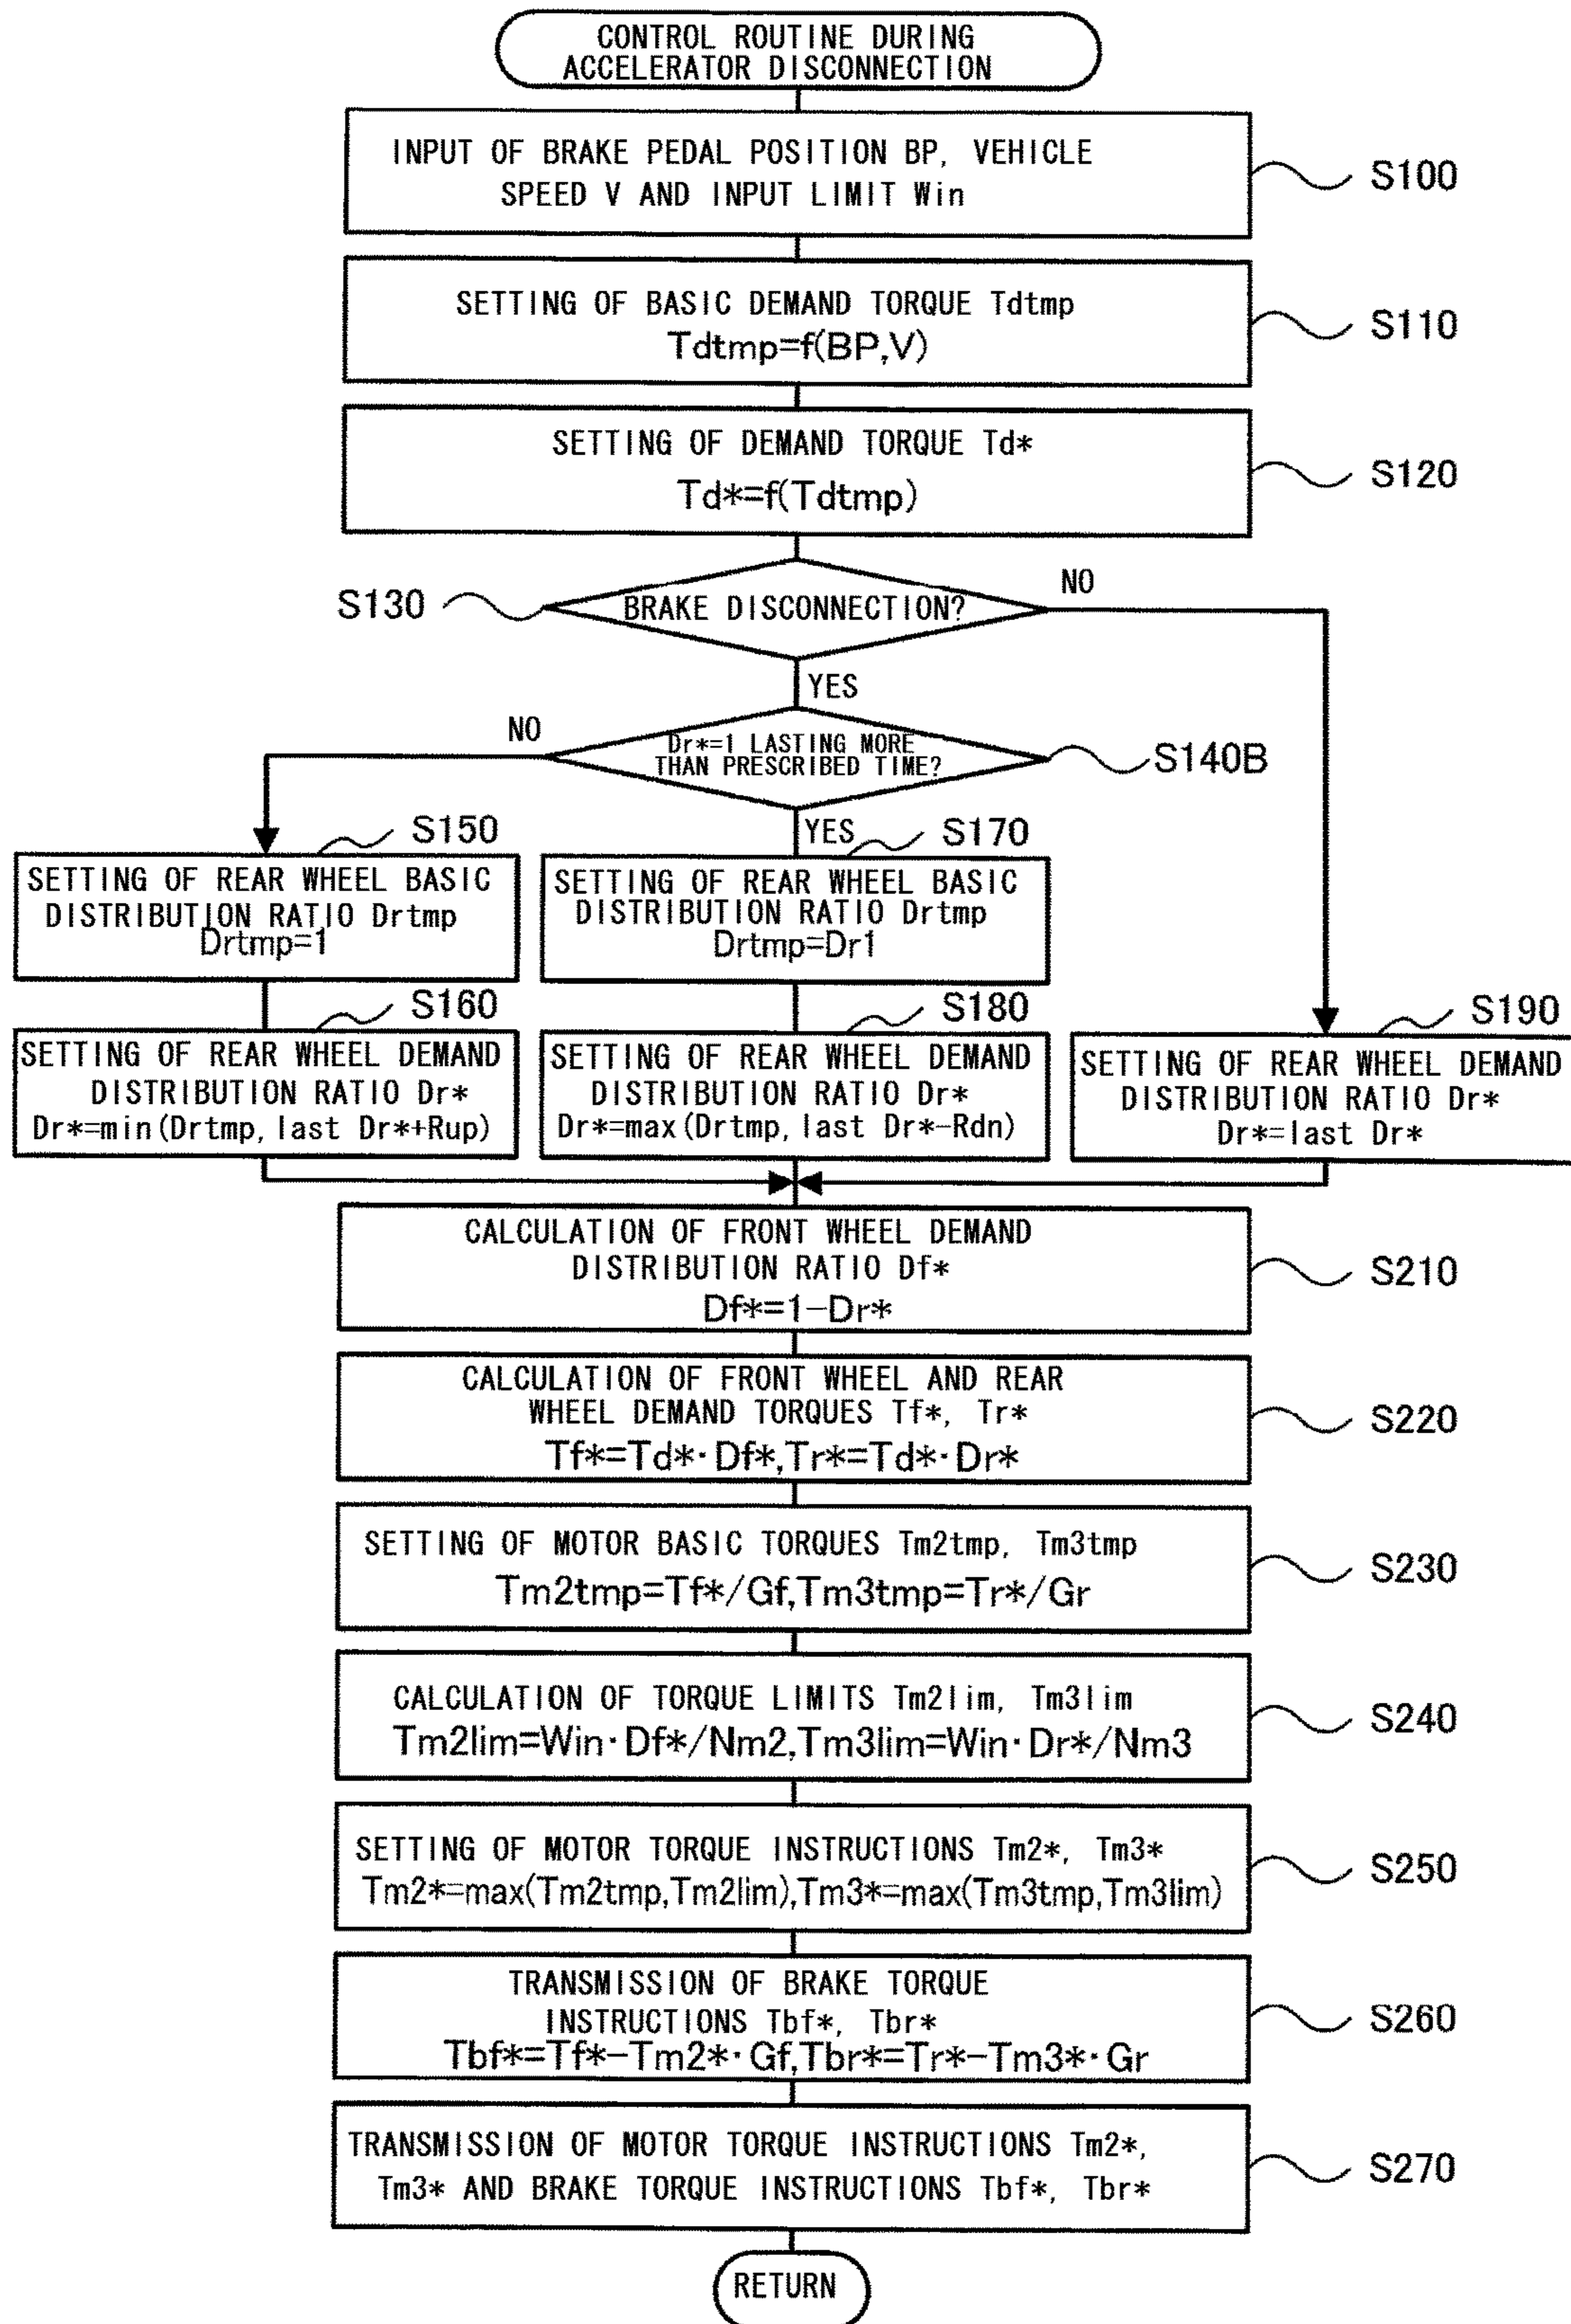 CONTROL ROUTINE DURING
ACCELERATOR DISCONNECTION
INPUT OF BRAKE PEDAL POSITION BP, VEHICLE
SPEED V AND INPUT LIMIT Win
S100
SETTING OF BASIC DEMAND TORQUE Tdtmp
Tdtmp=f(BP,V)
S110
SETTING OF DEMAND TORQUE Td*
Td*=f(Tdtmp)
S120
S130
BRAKE DISCONNECTION?
NO
YES
NO
Dr*=1 LASTING MORE
THAN PRESCRIBED TIME?
S140B
YES
S150
SETTING OF REAR WHEEL BASIC
DISTRIBUTION RATIO Drtmp
Drtmp=1
S170
SETTING OF REAR WHEEL BASIC
DISTRIBUTION RATIO Drtmp
Drtmp=Dr1
S160
SETTING OF REAR WHEEL DEMAND
DISTRIBUTION RATIO Dr*
Dr*=min(Drtmp, last Dr*+Rup)
S180
SETTING OF REAR WHEEL DEMAND
DISTRIBUTION RATIO Dr*
Dr*=max(Drtmp, last Dr*-Rdn)
S190
SETTING OF REAR WHEEL DEMAND
DISTRIBUTION RATIO Dr*
Dr*=last Dr*
CALCULATION OF FRONT WHEEL DEMAND
DISTRIBUTION RATIO Df*
Df*=1-Dr*
S210
CALCULATION OF FRONT WHEEL AND REAR
WHEEL DEMAND TORQUES Tf*, Tr*
Tf*=Td*·Df*,Tr*=Td*·Dr*
S220
SETTING OF MOTOR BASIC TORQUES Tm2tmp, Tm3tmp
Tm2tmp=Tf*/Gf,Tm3tmp=Tr*/Gr
S230
CALCULATION OF TORQUE LIMITS Tm2lim, Tm3lim
Tm2lim=Win·Df*/Nm2,Tm3lim=Win·Dr*/Nm3
S240
SETTING OF MOTOR TORQUE INSTRUCTIONS Tm2*, Tm3*
Tm2*=max(Tm2tmp,Tm2lim),Tm3*=max(Tm3tmp,Tm3lim)
S250
TRANSMISSION OF BRAKE TORQUE
INSTRUCTIONS Tbf*, Tbr*
Tbf*=Tf*-Tm2*·Gf,Tbr*=Tr*-Tm3*·Gr
S260
TRANSMISSION OF MOTOR TORQUE INSTRUCTIONS Tm2*,
Tm3* AND BRAKE TORQUE INSTRUCTIONS Tbf*, Tbr*
S270
RETURN